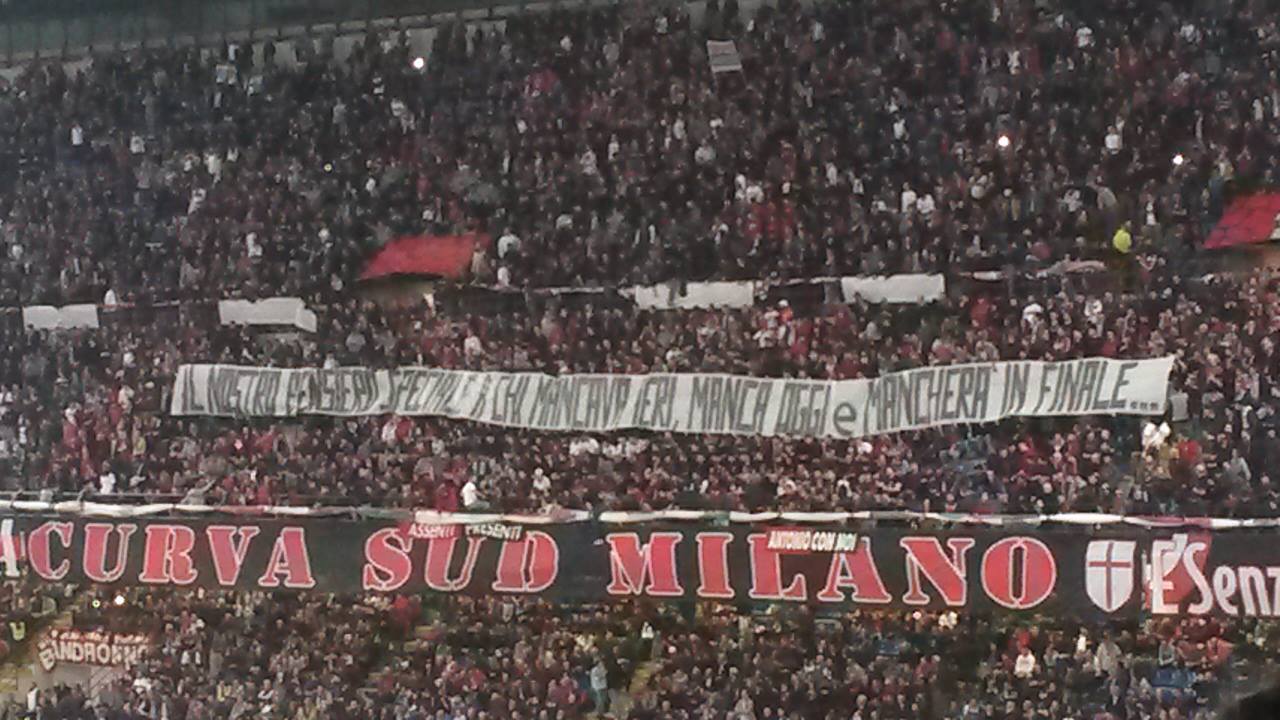 IL NOSTRO PENSIERO SPECIALE A CHI MANCAVA IERI, MANCA OGGI e MANCHERA' IN FINALE...
ASSENTI PRESENTI
ANTONIO CON NOI
CURVA SUD MILANO
E' Senz